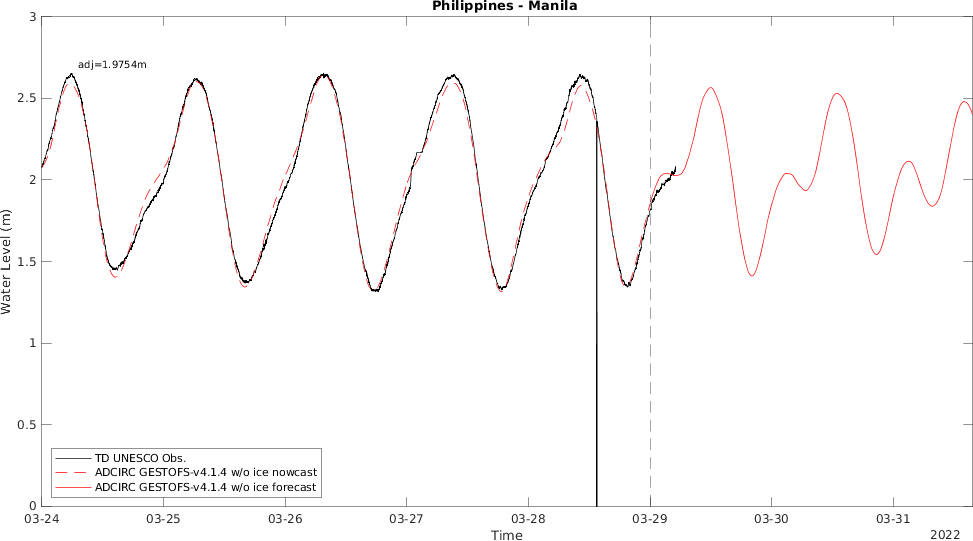 Philippines - Manila
adj=1.9754m
3
2.5
2
1.5
1
0.5
0
Water Level (m)
TD UNESCO Obs.
ADCIRC GESTOFS-v4.1.4 w/o ice nowcast
ADCIRC GESTOFS-v4.1.4 w/o ice forecast
03-24 03-25 03-26 03-27 03-28 03-29 03-30 03-31
Time
2022